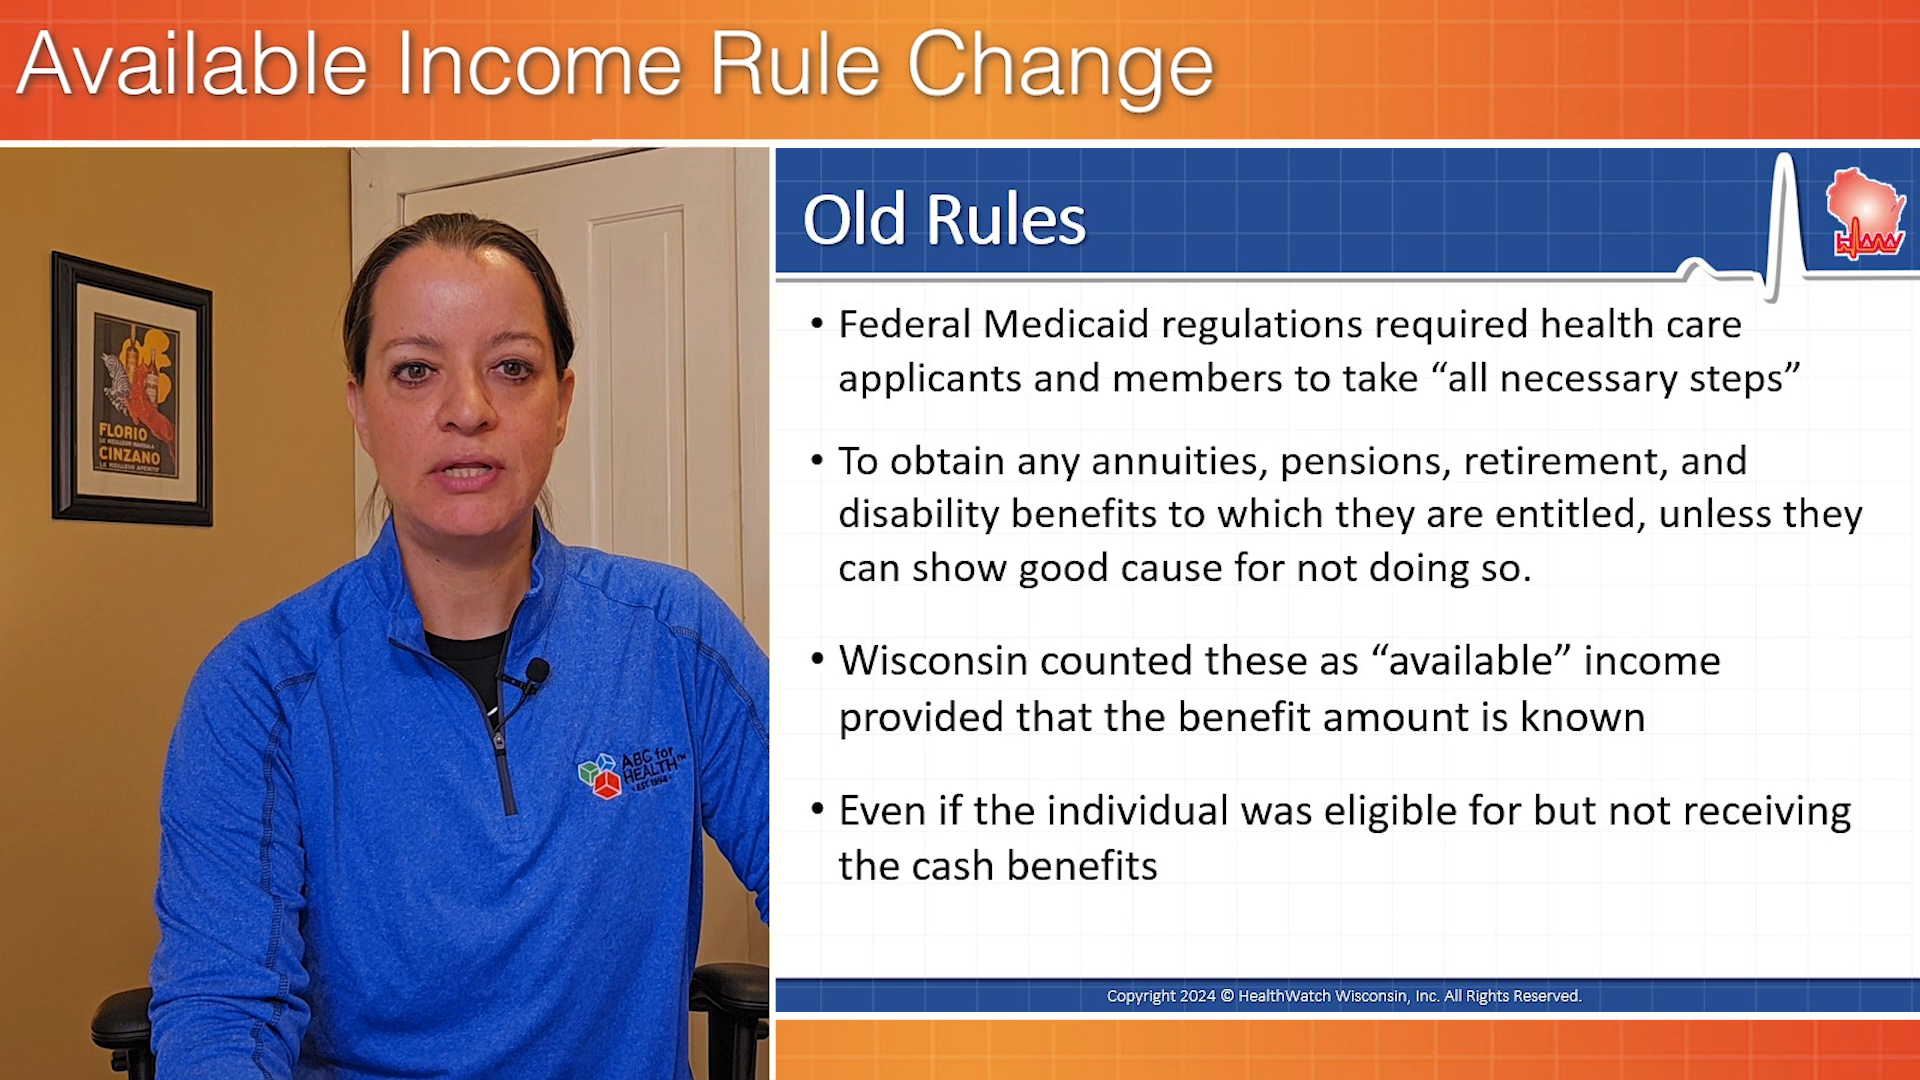 Available Income Rule Change
FLORIO
CINZANO
ABC for
HEALTH™
Old Rules
HWW
• Federal Medicaid regulations required health care
applicants and members to take “all necessary steps”
• To obtain any annuities, pensions, retirement, and
disability benefits to which they are entitled, unless they
can show good cause for not doing so.
• Wisconsin counted these as “available” income
provided that the benefit amount is known
• Even if the individual was eligible for but not receiving
the cash benefits
Copyright 2024 © HealthWatch Wisconsin, Inc. All Rights Reserved.